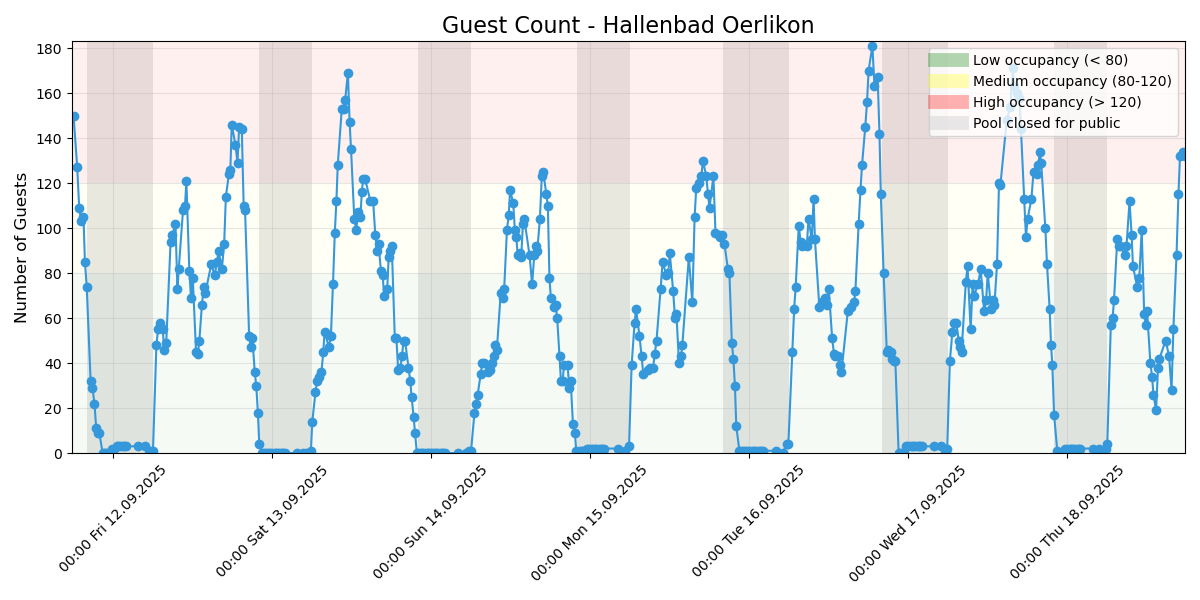 Guest Count - Hallenbad Oerlikon
Number of Guests
180
160
140
120
100
80
60
40
20
0
Low occupancy (< 80)
Medium occupancy (80-120)
High occupancy (> 120)
Pool closed for public
00:00 Fri 12.09.2025
00:00 Sat 13.09.2025
00:00 Sun 14.09.2025
00:00 Mon 15.09.2025
00:00 Tue 16.09.2025
00:00 Wed 17.09.2025
00:00 Thu 18.09.2025